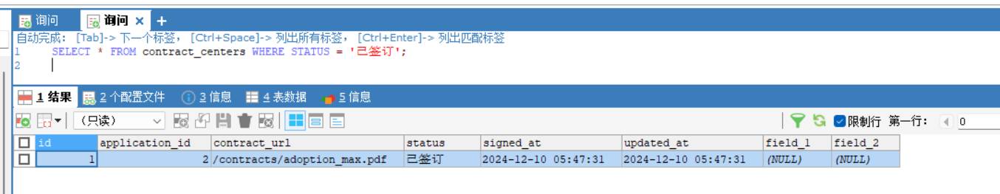 询问 询问 × +
自动完成: [Tab]-> 下一个标签, [Ctrl+Space]-> 列出所有标签, [Ctrl+Enter]-> 列出匹配标签
1 SELECT * FROM contract_centers WHERE STATUS = '已签订';
2
1 结果 2 个配置文件 3 信息 4 表数据 5 信息
(只读) 限制行 第一行: 0
id application_id contract_url status signed_at updated_at field_1 field_2
1 2 /contracts/adoption_max.pdf 已签订 2024-12-10 05:47:31 2024-12-10 05:47:31 (NULL) (NULL)